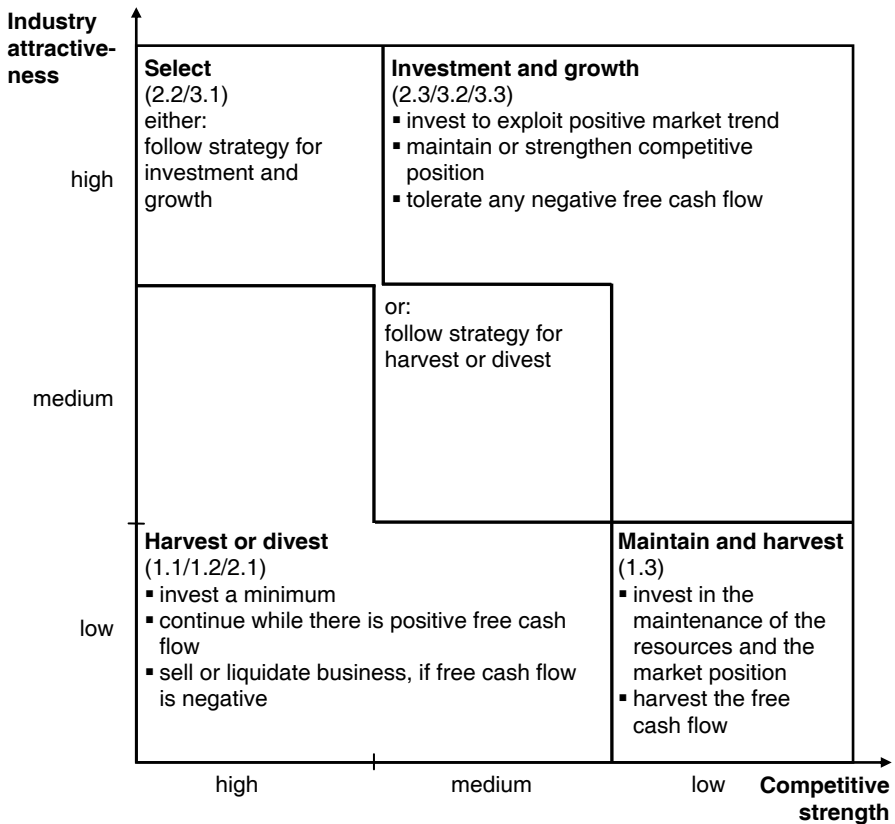 Industry
attractive-
ness
Select
(2.2/3.1)
either:
follow strategy for
investment and
growth
Investment and growth
(2.3/3.2/3.3)
▪ invest to exploit positive market trend
▪ maintain or strengthen competitive
position
▪ tolerate any negative free cash flow
high
or:
follow strategy for
harvest or divest
medium
Harvest or divest
(1.1/1.2/2.1)
▪ invest a minimum
▪ continue while there is positive free cash
flow
▪ sell or liquidate business, if free cash flow
is negative
Maintain and harvest
(1.3)
▪ invest in the
maintenance of the
resources and the
market position
▪ harvest the free
cash flow
low
high
medium
low
Competitive
strength